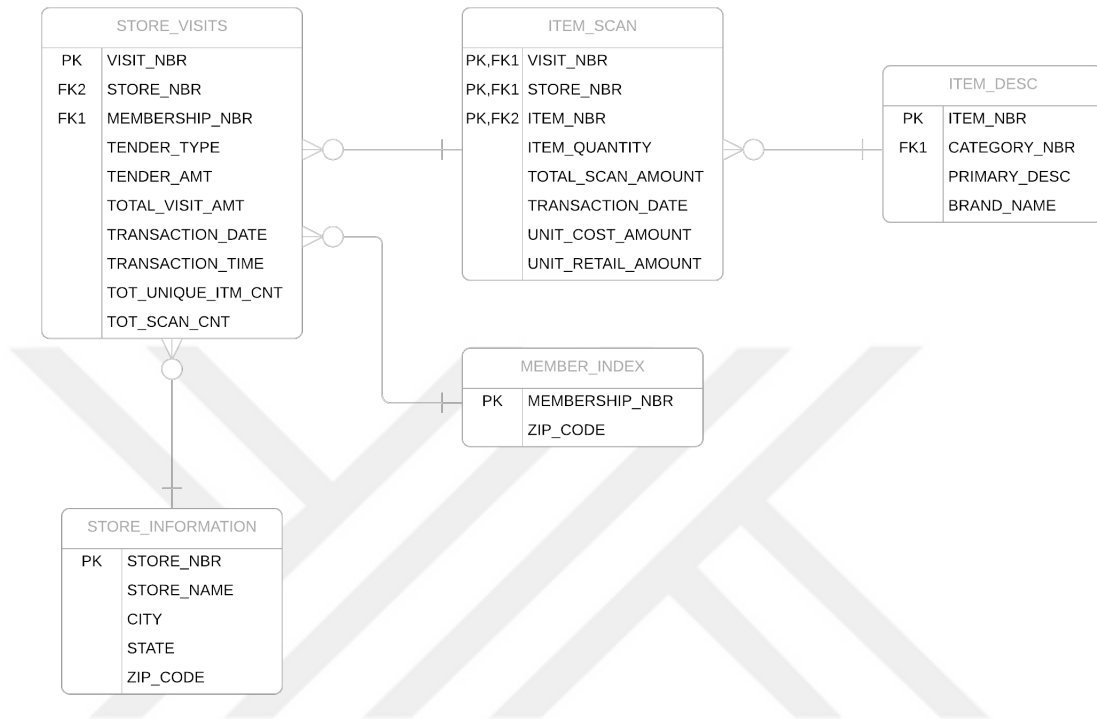 STORE_VISITS
PK VISIT_NBR
FK2 STORE_NBR
FK1 MEMBERSHIP_NBR
TENDER_TYPE
TENDER_AMT
TOTAL_VISIT_AMT
TRANSACTION_DATE
TRANSACTION_TIME
TOT_UNIQUE_ITM_CNT
TOT_SCAN_CNT
ITEM_SCAN
PK,FK1 VISIT_NBR
PK,FK1 STORE_NBR
PK,FK2 ITEM_NBR
ITEM_QUANTITY
TOTAL_SCAN_AMOUNT
TRANSACTION_DATE
UNIT_COST_AMOUNT
UNIT_RETAIL_AMOUNT
ITEM_DESC
PK ITEM_NBR
FK1 CATEGORY_NBR
PRIMARY_DESC
BRAND_NAME
MEMBER_INDEX
PK MEMBERSHIP_NBR
ZIP_CODE
STORE_INFORMATION
PK STORE_NBR
STORE_NAME
CITY
STATE
ZIP_CODE